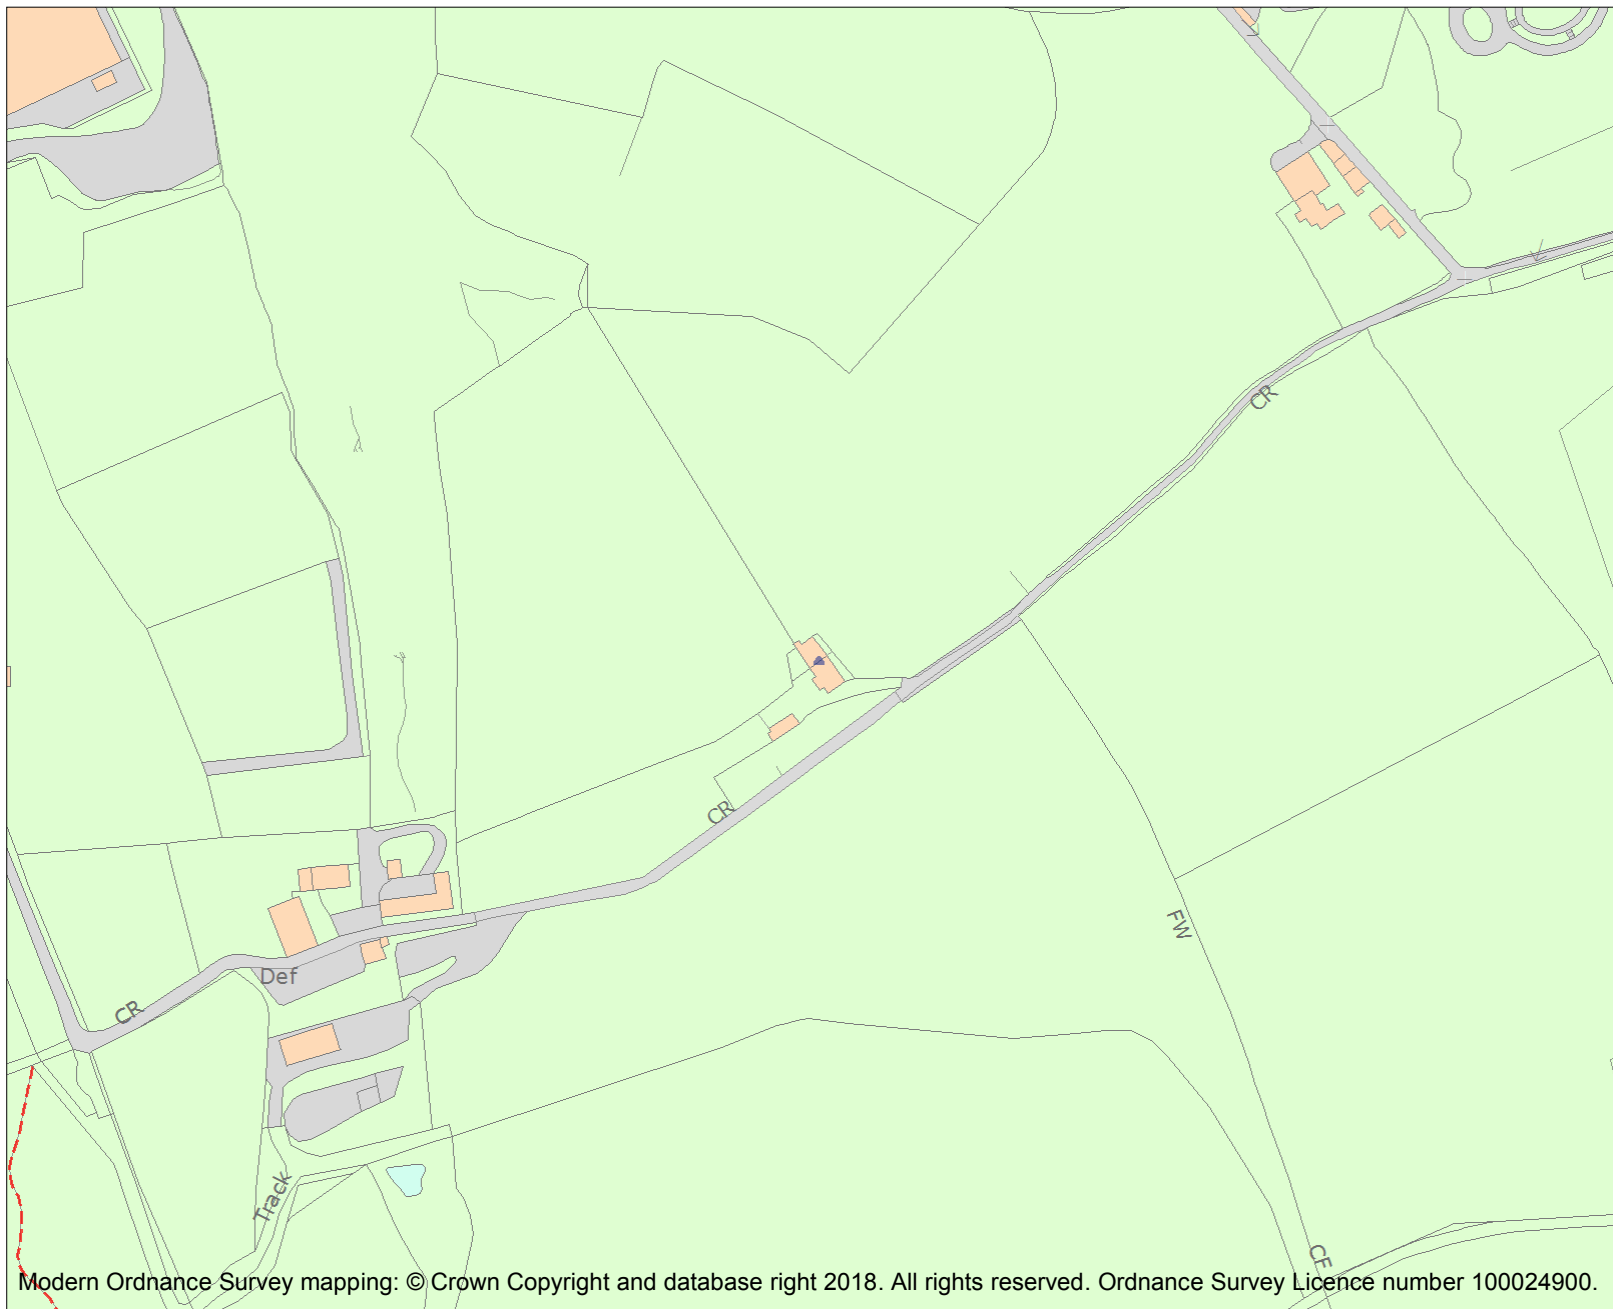 CR
CR
FW
Def
CR
Track
CF
Modern Ordnance Survey mapping: © Crown Copyright and database right 2018. All rights reserved. Ordnance Survey Licence number 100024900.